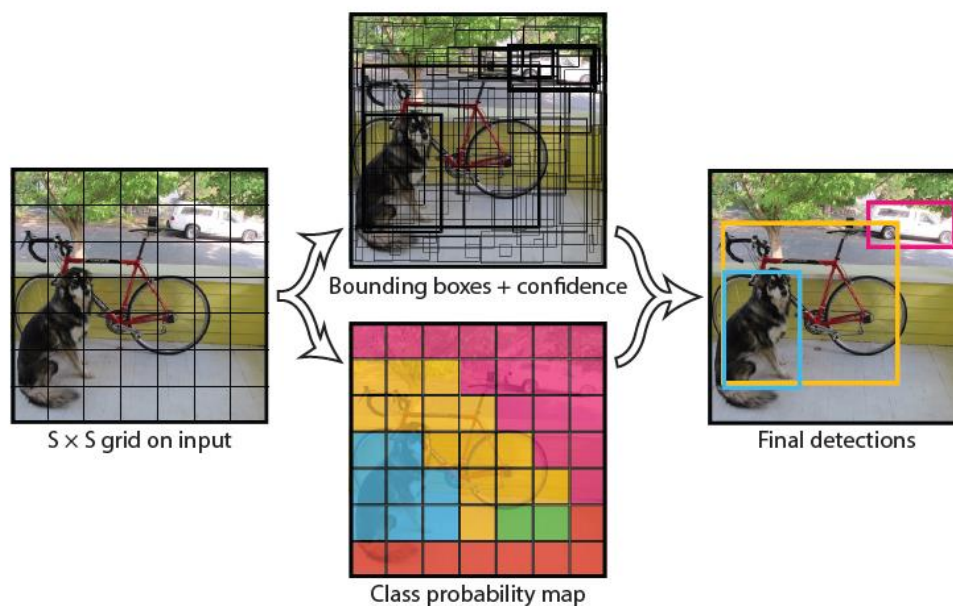 S × S grid on input
Bounding boxes + confidence
Class probability map
Final detections